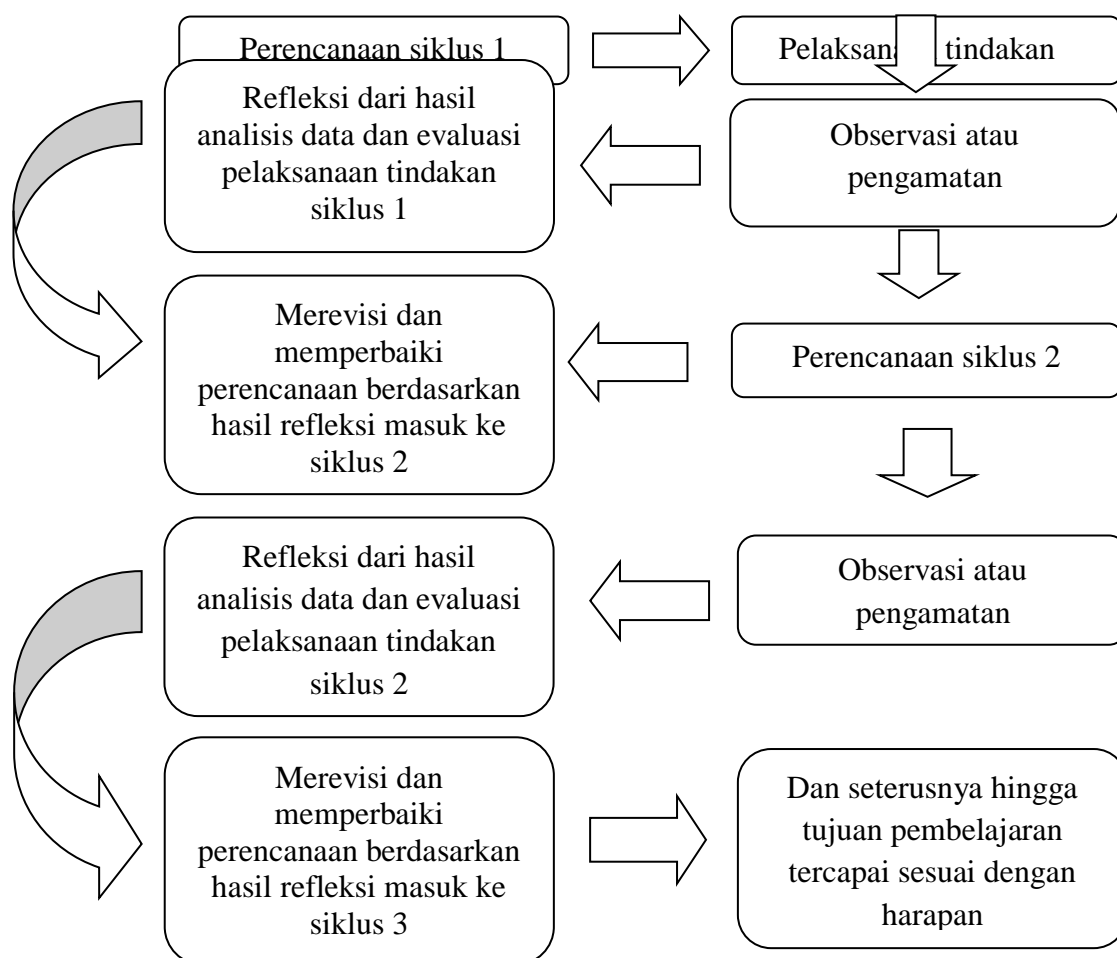 Perencanaan siklus 1
Pelaksanaan tindakan
Refleksi dari hasil
analisis data dan evaluasi
pelaksanaan tindakan
siklus 1
Observasi atau
pengamatan
Merevisi dan
memperbaiki
perencanaan berdasarkan
hasil refleksi masuk ke
siklus 2
Perencanaan siklus 2
Refleksi dari hasil
analisis data dan evaluasi
pelaksanaan tindakan
siklus 2
Observasi atau
pengamatan
Merevisi dan
memperbaiki
perencanaan berdasarkan
hasil refleksi masuk ke
siklus 3
Dan seterusnya hingga
tujuan pembelajaran
tercapai sesuai dengan
harapan